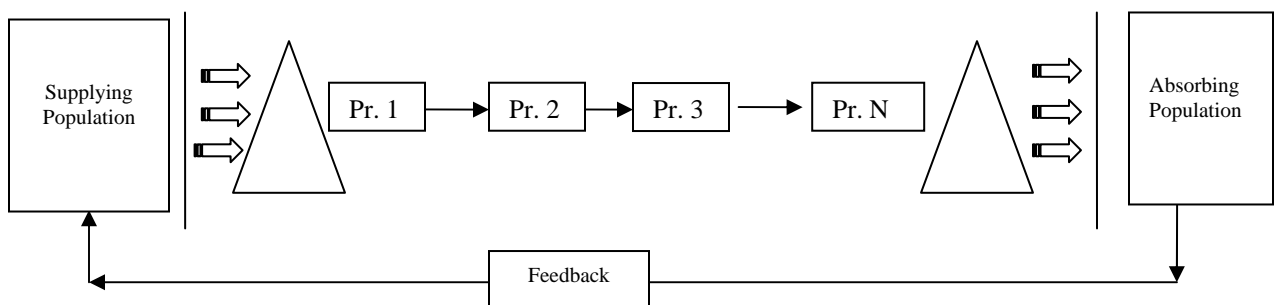 Supplying
Population
Pr. 1
Pr. 2
Pr. 3
Pr. N
Absorbing
Population
Feedback